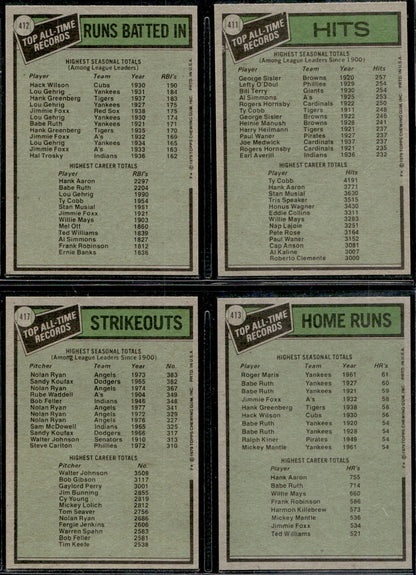 412
TOP ALL-TIME
RECORDS
RUNS BATTED IN
HIGHEST SEASONAL TOTALS
(Among League Leaders)
Player Team Year RBI's
Hack Wilson Cubs 1930 190
Lou Gehrig Yankees 1931 184
Hank Greenberg Tigers 1937 183
Lou Gehrig Yankees 1927 175
Jimmie Foxx Red Sox 1938 175
Lou Gehrig Yankees 1930 174
Babe Ruth Yankees 1921 171
Hank Greenberg Tigers 1935 170
Jimmie Foxx A's 1932 169
Lou Gehrig Yankees 1934 165
Jimmie Foxx A's 1933 163
Hal Trosky Indians 1936 162
HIGHEST CAREER TOTALS
Player RBI's
Hank Aaron 2297
Babe Ruth 2204
Lou Gehrig 1990
Ty Cobb 1954
Stan Musial 1951
Jimmie Foxx 1921
Willie Mays 1903
Mel Ott 1860
Ted Williams 1839
Al Simmons 1827
Frank Robinson 1812
Ernie Banks 1636
411
TOP ALL-TIME
RECORDS
HITS
HIGHEST SEASONAL TOTALS
(Among League Leaders Since 1900)
Player Team Year Hits
George Sisler Browns 1920 257
Lefty O'Doul Phillies 1929 254
Bill Terry Giants 1930 254
Al Simmons A's 1925 253
Rogers Hornsby Cardinals 1922 250
Ty Cobb Tigers 1911 248
George Sisler Browns 1922 246
Heinie Manush Browns 1928 241
Harry Heilmann Tigers 1921 237
Paul Waner Pirates 1927 237
Joe Medwick Cardinals 1937 237
Rogers Hornsby Cardinals 1921 235
Earl Averill Indians 1936 232
HIGHEST CAREER TOTALS
Player Hits
Ty Cobb 4191
Hank Aaron 3771
Stan Musial 3630
Tris Speaker 3515
Honus Wagner 3430
Eddie Collins 3311
Willie Mays 3283
Nap Lajoie 3251
Pete Rose 3164
Paul Waner 3152
Cap Anson 3081
Al Kaline 3007
Roberto Clemente 3000
417
TOP ALL-TIME
RECORDS
STRIKEOUTS
HIGHEST SEASONAL TOTALS
(Among League Leaders Since 1900)
Pitcher Team Year No.
Nolan Ryan Angels 1973 383
Sandy Koufax Dodgers 1965 382
Nolan Ryan Angels 1974 367
Rube Waddell A's 1904 349
Bob Feller Indians 1946 348
Nolan Ryan Angels 1977 341
Nolan Ryan Angels 1972 329
Nolan Ryan Angels 1976 327
Sam McDowell Indians 1965 325
Sandy Koufax Dodgers 1966 317
Walter Johnson Senators 1910 313
Steve Carlton Phillies 1972 310
HIGHEST CAREER TOTALS
Pitcher No.
Walter Johnson 3508
Bob Gibson 3117
Gaylord Perry 3001
Jim Bunning 2855
Cy Young 2819
Mickey Lolich 2812
Tom Seaver 2756
Nolan Ryan 2686
Fergie Jenkins 2606
Warren Spahn 2583
Bob Feller 2581
Tim Keefe 2538
413
TOP ALL-TIME
RECORDS
HOME RUNS
HIGHEST SEASONAL TOTALS
Player Team Year HR's
Roger Maris Yankees 1961 61
Babe Ruth Yankees 1927 60
Babe Ruth Yankees 1921 59
Jimmie Foxx A's 1932 58
Hank Greenberg Tigers 1938 58
Hack Wilson Cubs 1930 56
Babe Ruth Yankees 1920 54
Babe Ruth Yankees 1928 54
Ralph Kiner Pirates 1949 54
Mickey Mantle Yankees 1961 54
HIGHEST CAREER TOTALS
Player HR's
Hank Aaron 755
Babe Ruth 714
Willie Mays 660
Frank Robinson 586
Harmon Killebrew 573
Mickey Mantle 536
Jimmie Foxx 534
Ted Williams 521